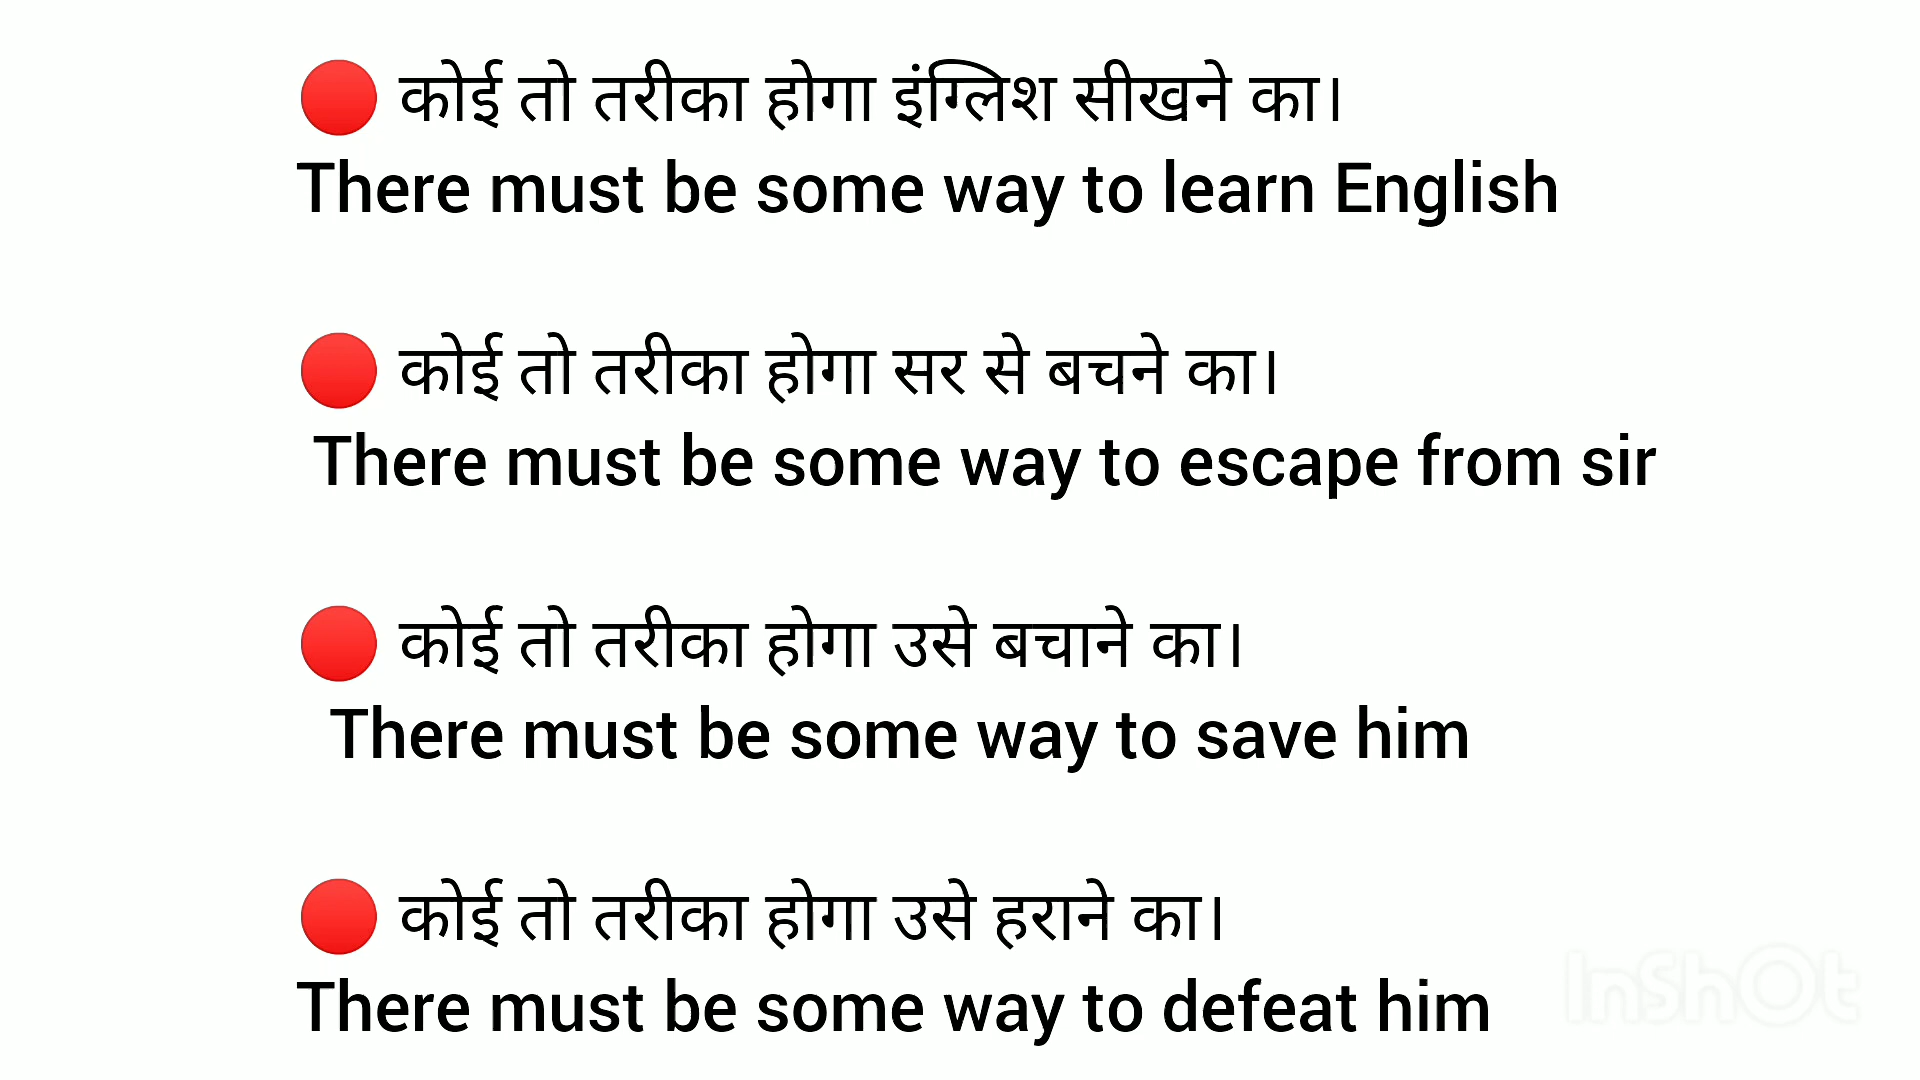 🔴 कोई तो तरीका होगा इंग्लिश सीखने का।
There must be some way to learn English
🔴 कोई तो तरीका होगा सर से बचने का।
There must be some way to escape from sir
🔴 कोई तो तरीका होगा उसे बचाने का।
There must be some way to save him
🔴 कोई तो तरीका होगा उसे हराने का।
There must be some way to defeat him
InShOt